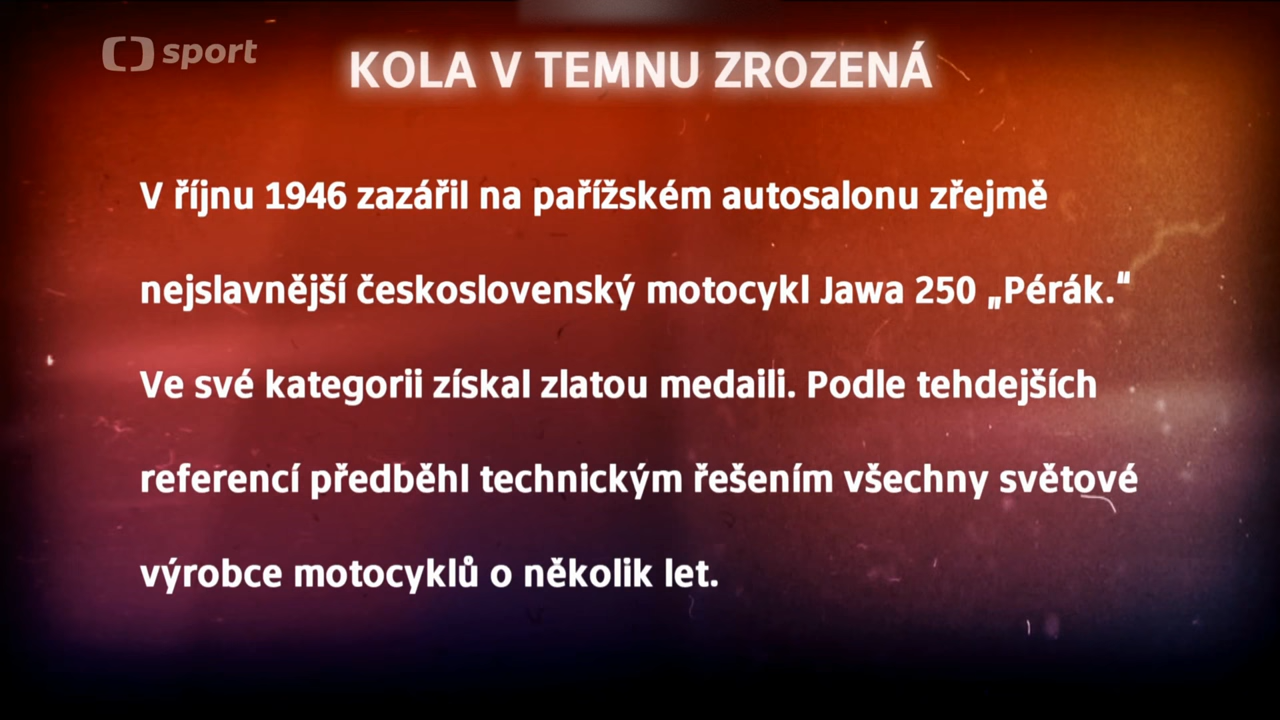 sport
KOLA V TEMNU ZROZENÁ
V říjnu 1946 zazářil na pařížském autosalonu zřejmě
nejslavnější československý motocykl Jawa 250 „Pérák.“
Ve své kategorii získal zlatou medaili. Podle tehdejších
referencí předběhl technickým řešením všechny světové
výrobce motocyklů o několik let.